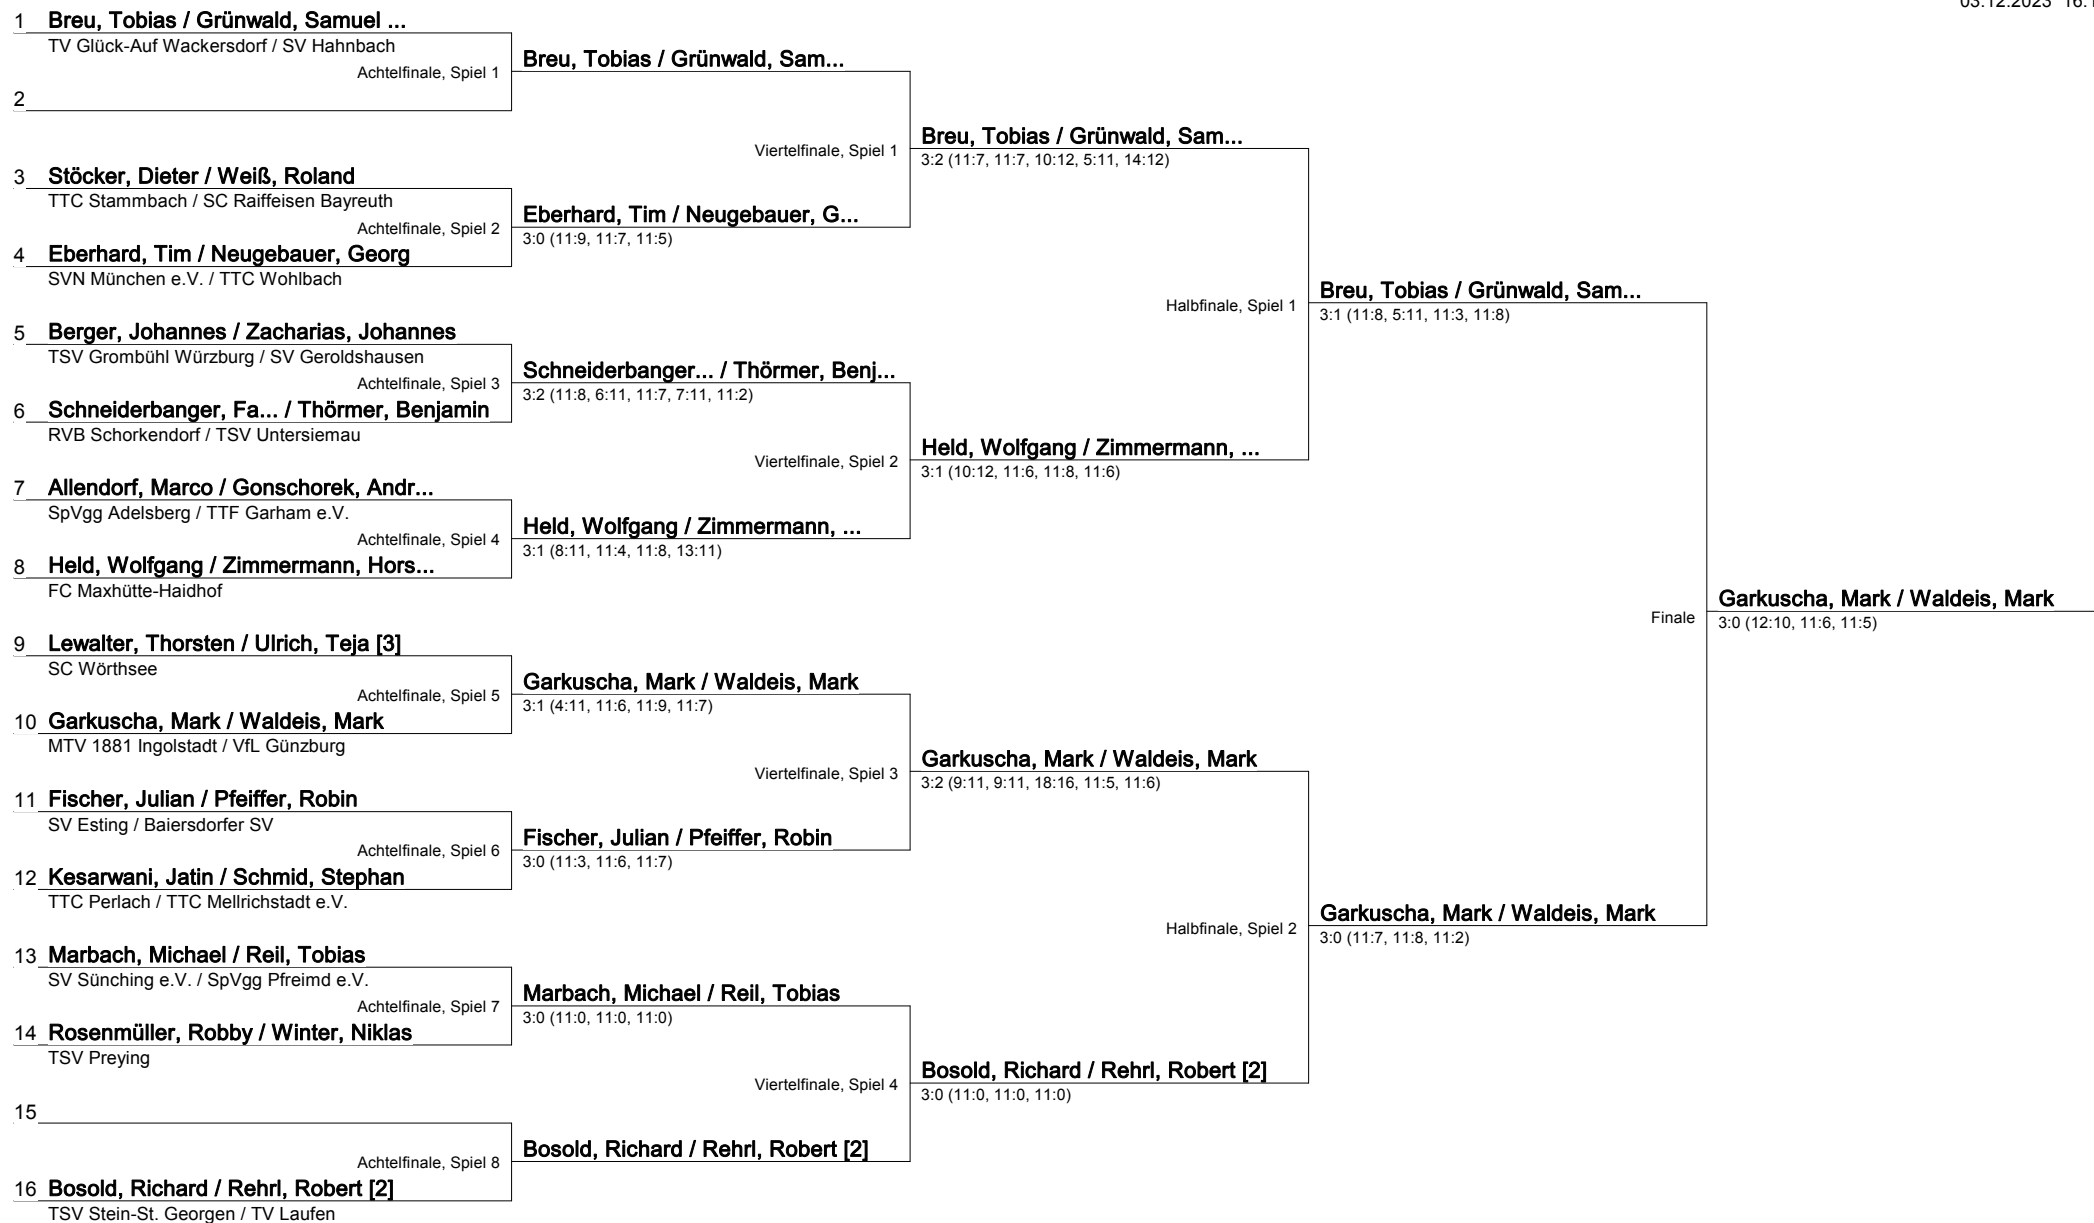 03.12.2023 16:1
1 Breu, Tobias / Grünwald, Samuel ...
TV Glück-Auf Wackersdorf / SV Hahnbach
Achtelfinale, Spiel 1
2
3 Stöcker, Dieter / Weiß, Roland
TTC Stammbach / SC Raiffeisen Bayreuth
Achtelfinale, Spiel 2
4 Eberhard, Tim / Neugebauer, Georg
SVN München e.V. / TTC Wohlbach
5 Berger, Johannes / Zacharias, Johannes
TSV Grombühl Würzburg / SV Geroldshausen
Achtelfinale, Spiel 3
6 Schneiderbanger, Fa... / Thörmer, Benjamin
RVB Schorkendorf / TSV Untersiemau
7 Allendorf, Marco / Gonschorek, Andr...
SpVgg Adelsberg / TTF Garham e.V.
Achtelfinale, Spiel 4
8 Held, Wolfgang / Zimmermann, Hors...
FC Maxhütte-Haidhof
9 Lewalter, Thorsten / Ulrich, Teja [3]
SC Wörthsee
Achtelfinale, Spiel 5
10 Garkuscha, Mark / Waldeis, Mark
MTV 1881 Ingolstadt / VfL Günzburg
11 Fischer, Julian / Pfeiffer, Robin
SV Esting / Baiersdorfer SV
Achtelfinale, Spiel 6
12 Kesarwani, Jatin / Schmid, Stephan
TTC Perlach / TTC Mellrichstadt e.V.
13 Marbach, Michael / Reil, Tobias
SV Sünching e.V. / SpVgg Pfreimd e.V.
Achtelfinale, Spiel 7
14 Rosenmüller, Robby / Winter, Niklas
TSV Preying
15
Achtelfinale, Spiel 8
16 Bosold, Richard / Rehrl, Robert [2]
TSV Stein-St. Georgen / TV Laufen
Breu, Tobias / Grünwald, Sam...
Viertelfinale, Spiel 1
Eberhard, Tim / Neugebauer, G...
3:0 (11:9, 11:7, 11:5)
Schneiderbanger... / Thörmer, Benj...
3:2 (11:8, 6:11, 11:7, 7:11, 11:2)
Viertelfinale, Spiel 2
Held, Wolfgang / Zimmermann, ...
3:1 (8:11, 11:4, 11:8, 13:11)
Garkuscha, Mark / Waldeis, Mark
3:1 (4:11, 11:6, 11:9, 11:7)
Viertelfinale, Spiel 3
Fischer, Julian / Pfeiffer, Robin
3:0 (11:3, 11:6, 11:7)
Marbach, Michael / Reil, Tobias
3:0 (11:0, 11:0, 11:0)
Viertelfinale, Spiel 4
Bosold, Richard / Rehrl, Robert [2]
Breu, Tobias / Grünwald, Sam...
3:2 (11:7, 11:7, 10:12, 5:11, 14:12)
Halbfinale, Spiel 1
Held, Wolfgang / Zimmermann, ...
3:1 (10:12, 11:6, 11:8, 11:6)
Garkuscha, Mark / Waldeis, Mark
3:2 (9:11, 9:11, 18:16, 11:5, 11:6)
Halbfinale, Spiel 2
Bosold, Richard / Rehrl, Robert [2]
3:0 (11:0, 11:0, 11:0)
Breu, Tobias / Grünwald, Sam...
3:1 (11:8, 5:11, 11:3, 11:8)
Finale
Garkuscha, Mark / Waldeis, Mark
3:0 (11:7, 11:8, 11:2)
Garkuscha, Mark / Waldeis, Mark
3:0 (12:10, 11:6, 11:5)